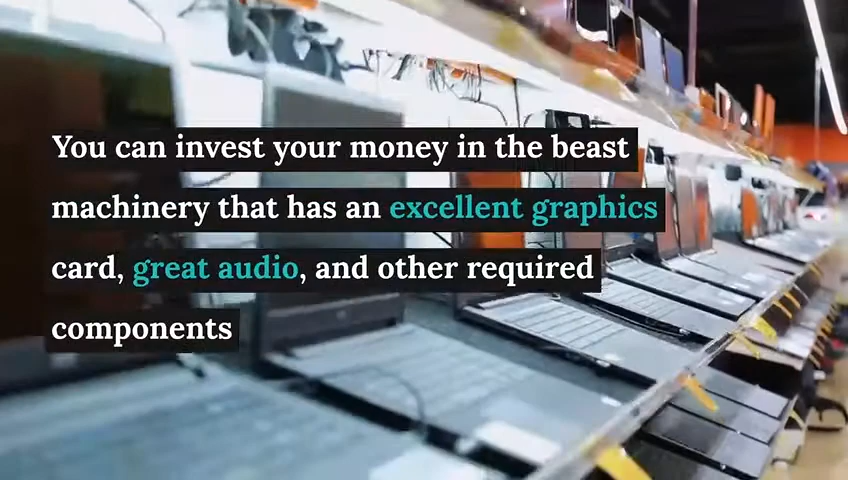 You can invest your money in the beast
machinery that has an excellent graphics
card, great audio, and other required
components